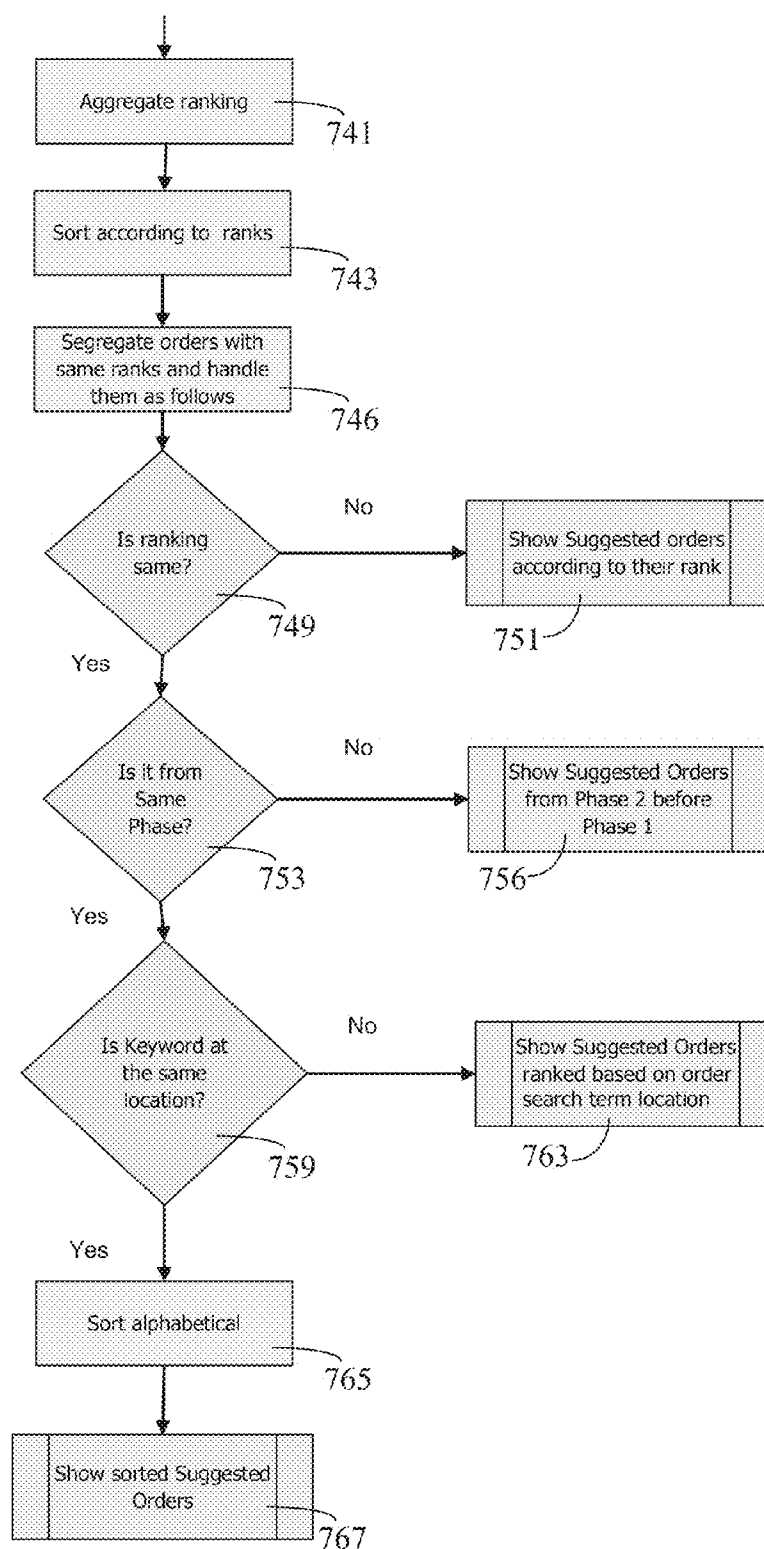 Aggregate ranking
741
Sort according to ranks
743
Segregate orders with
same ranks and handle
them as follows
746
Is ranking
same?
749
No
Show Suggested orders
according to their rank
751
Yes
Is it from
Same
Phase?
753
No
Show Suggested Orders
from Phase 2 before
Phase 1
756
Yes
Is Keyword at
the same
location?
759
No
Show Suggested Orders
ranked based on order
search term location
763
Yes
Sort alphabetical
765
Show sorted Suggested
Orders
767